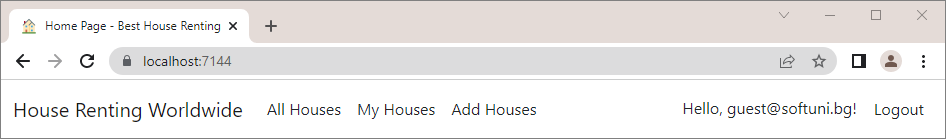 Home Page - Best House Renting
localhost:7144
House Renting Worldwide All Houses My Houses Add Houses Hello, guest@softuni.bg! Logout